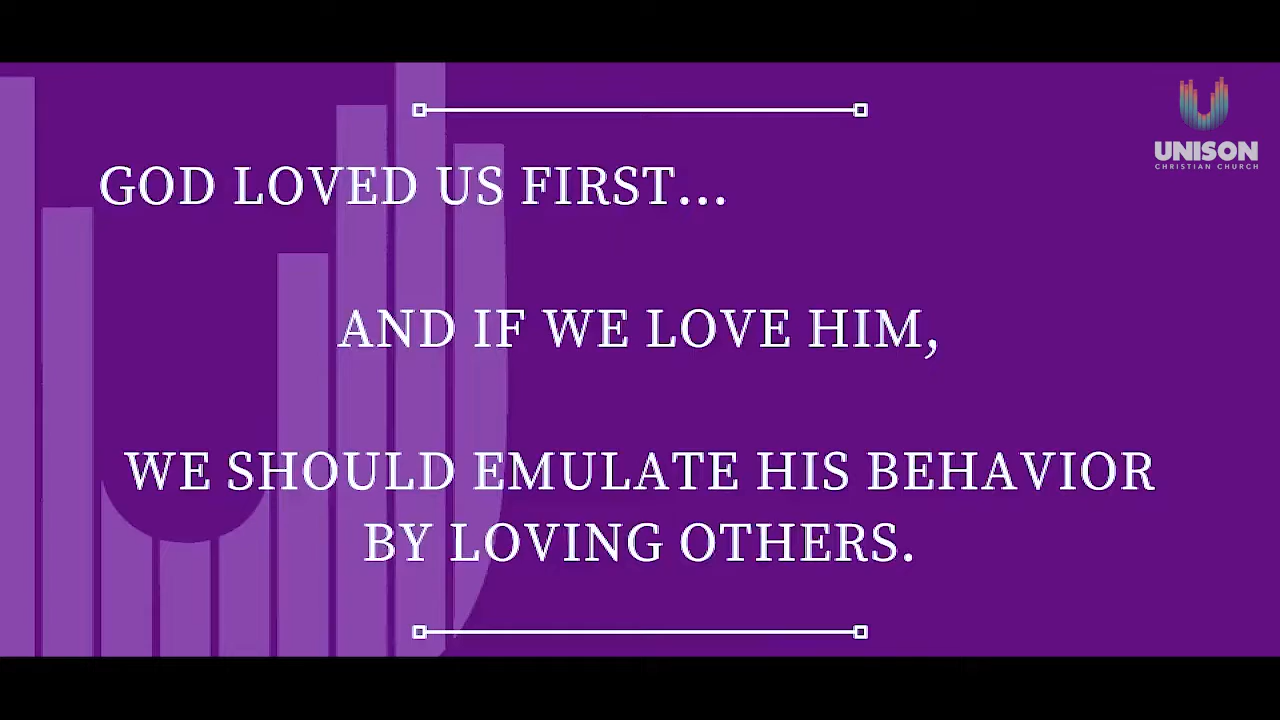 UNISON
CHRISTIAN CHURCH
GOD LOVED US FIRST...
AND IF WE LOVE HIM,
WE SHOULD EMULATE HIS BEHAVIOR
BY LOVING OTHERS.